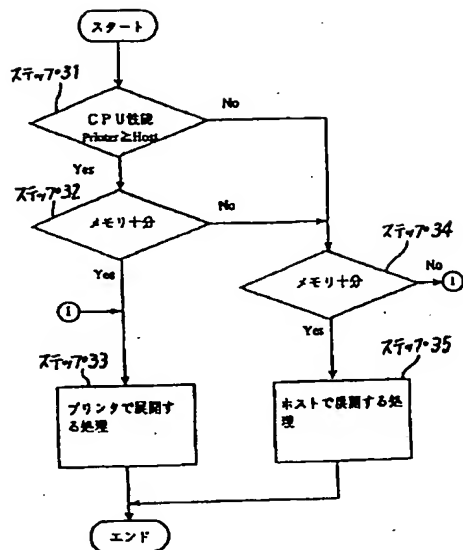 スタート
ステップ31
CPU性能
Printer≧Host
No
Yes
ステップ32
メモリ十分
No
ステップ34
Yes
メモリ十分
No
1
1
Yes
ステップ33
ステップ35
プリンタで展開す
る処理
ホストで展開する処
理
エンド